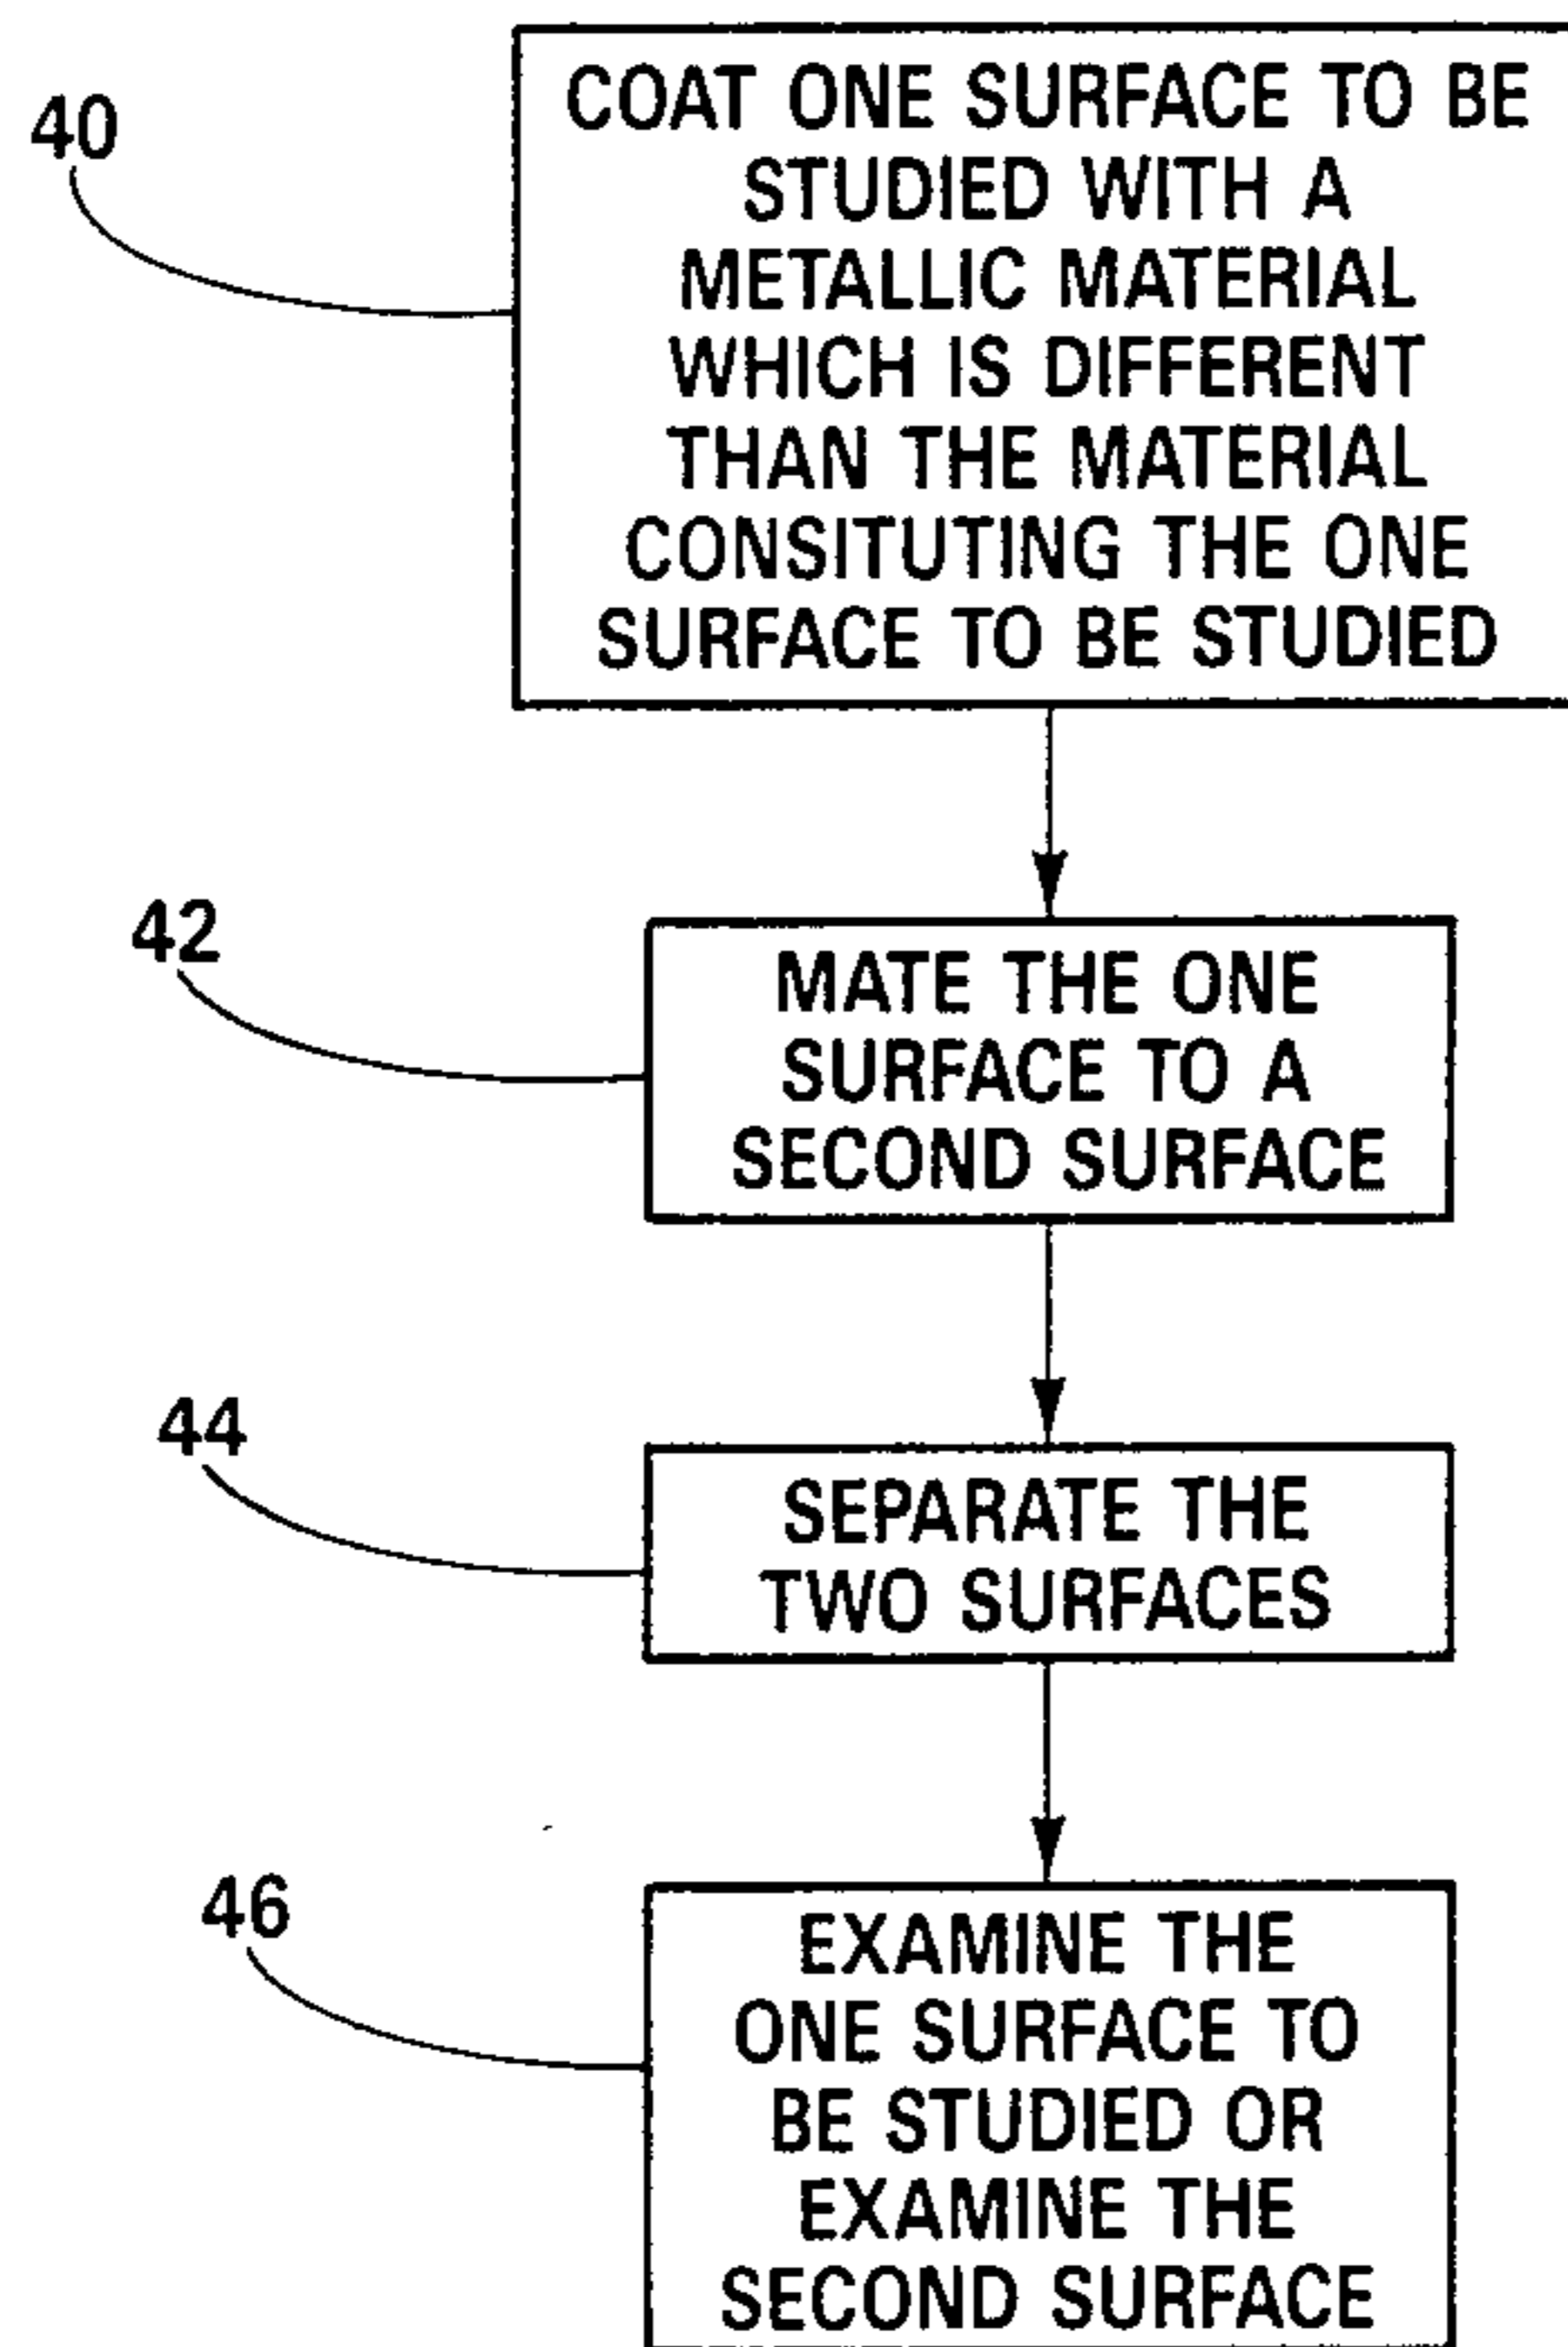 40
COAT ONE SURFACE TO BE
STUDIED WITH A
METALLIC MATERIAL
WHICH IS DIFFERENT
THAN THE MATERIAL
CONSITUTING THE ONE
SURFACE TO BE STUDIED
42
MATE THE ONE
SURFACE TO A
SECOND SURFACE
44
SEPARATE THE
TWO SURFACES
46
EXAMINE THE
ONE SURFACE TO
BE STUDIED OR
EXAMINE THE
SECOND SURFACE